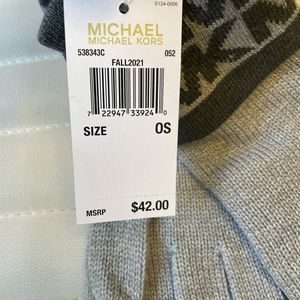 S124-0006
MICHAEL
MICHAEL KORS
538343C 052
FALL2021
7 22947 33924 0
SIZE OS
MSRP $42.00